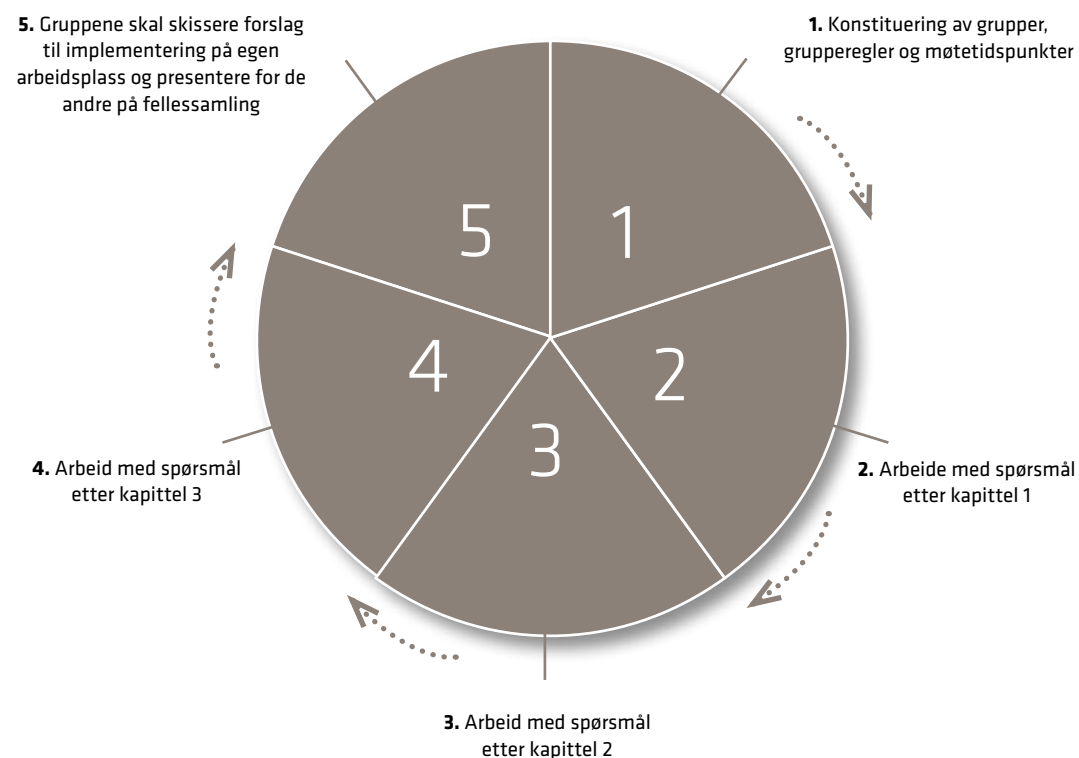 1. Konstituering av grupper,
grupperegler og møtetidspunkter
2. Arbeide med spørsmål
etter kapittel 1
3. Arbeid med spørsmål
etter kapittel 2
4. Arbeid med spørsmål
etter kapittel 3
5. Gruppene skal skissere forslag
til implementering på egen
arbeidsplass og presentere for de
andre på fellessamling
1
2
3
4
5